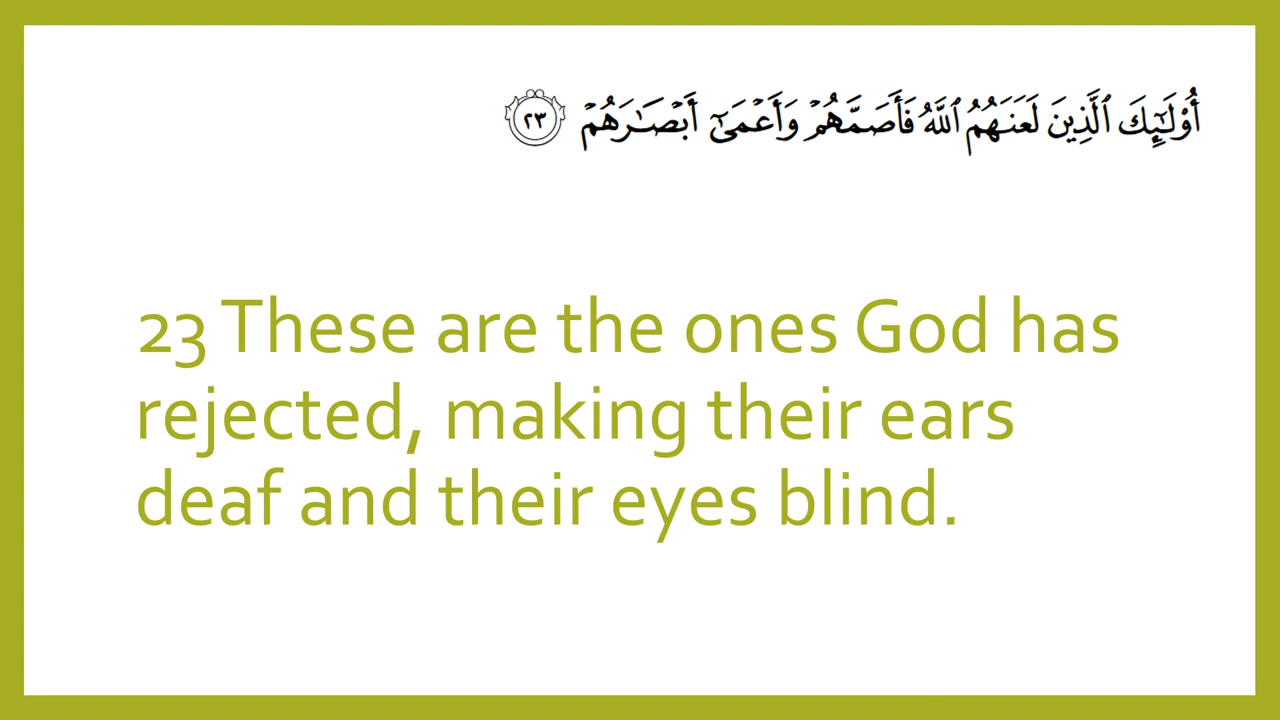 أُو۟لَـٰٓئِكَ ٱلَّذِينَ لَعَنَهُمُ ٱللَّهُ فَأَصَمَّهُمْ وَأَعْمَىٰٓ أَبْصَـٰرَهُمْ ٢٣
23 These are the ones God has
rejected, making their ears
deaf and their eyes blind.